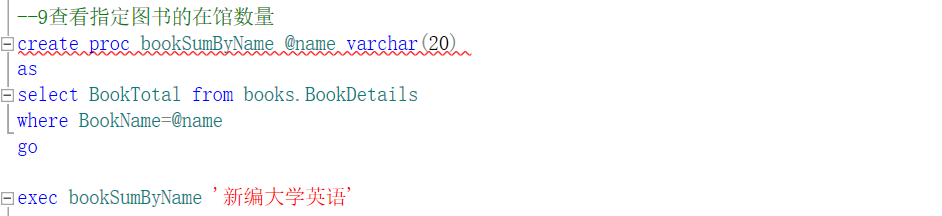 --9查看指定图书的在馆数量
create proc bookSumByName @name varchar(20)
as
select BookTotal from books.BookDetails
where BookName=@name
go
exec bookSumByName '新编大学英语'